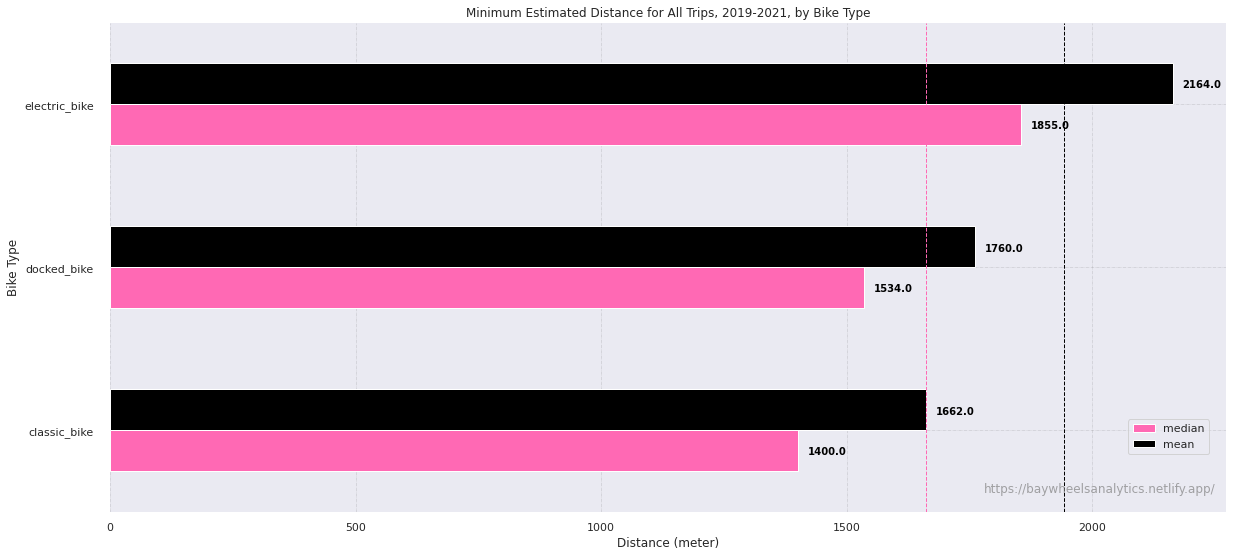 Minimum Estimated Distance for All Trips, 2019-2021, by Bike Type
Bike Type
electric_bike
2164.0
1855.0
docked_bike
1760.0
1534.0
classic_bike
1662.0
1400.0
median
mean
https://baywheelsanalytics.netlify.app/
0 500 1000 1500 2000
Distance (meter)